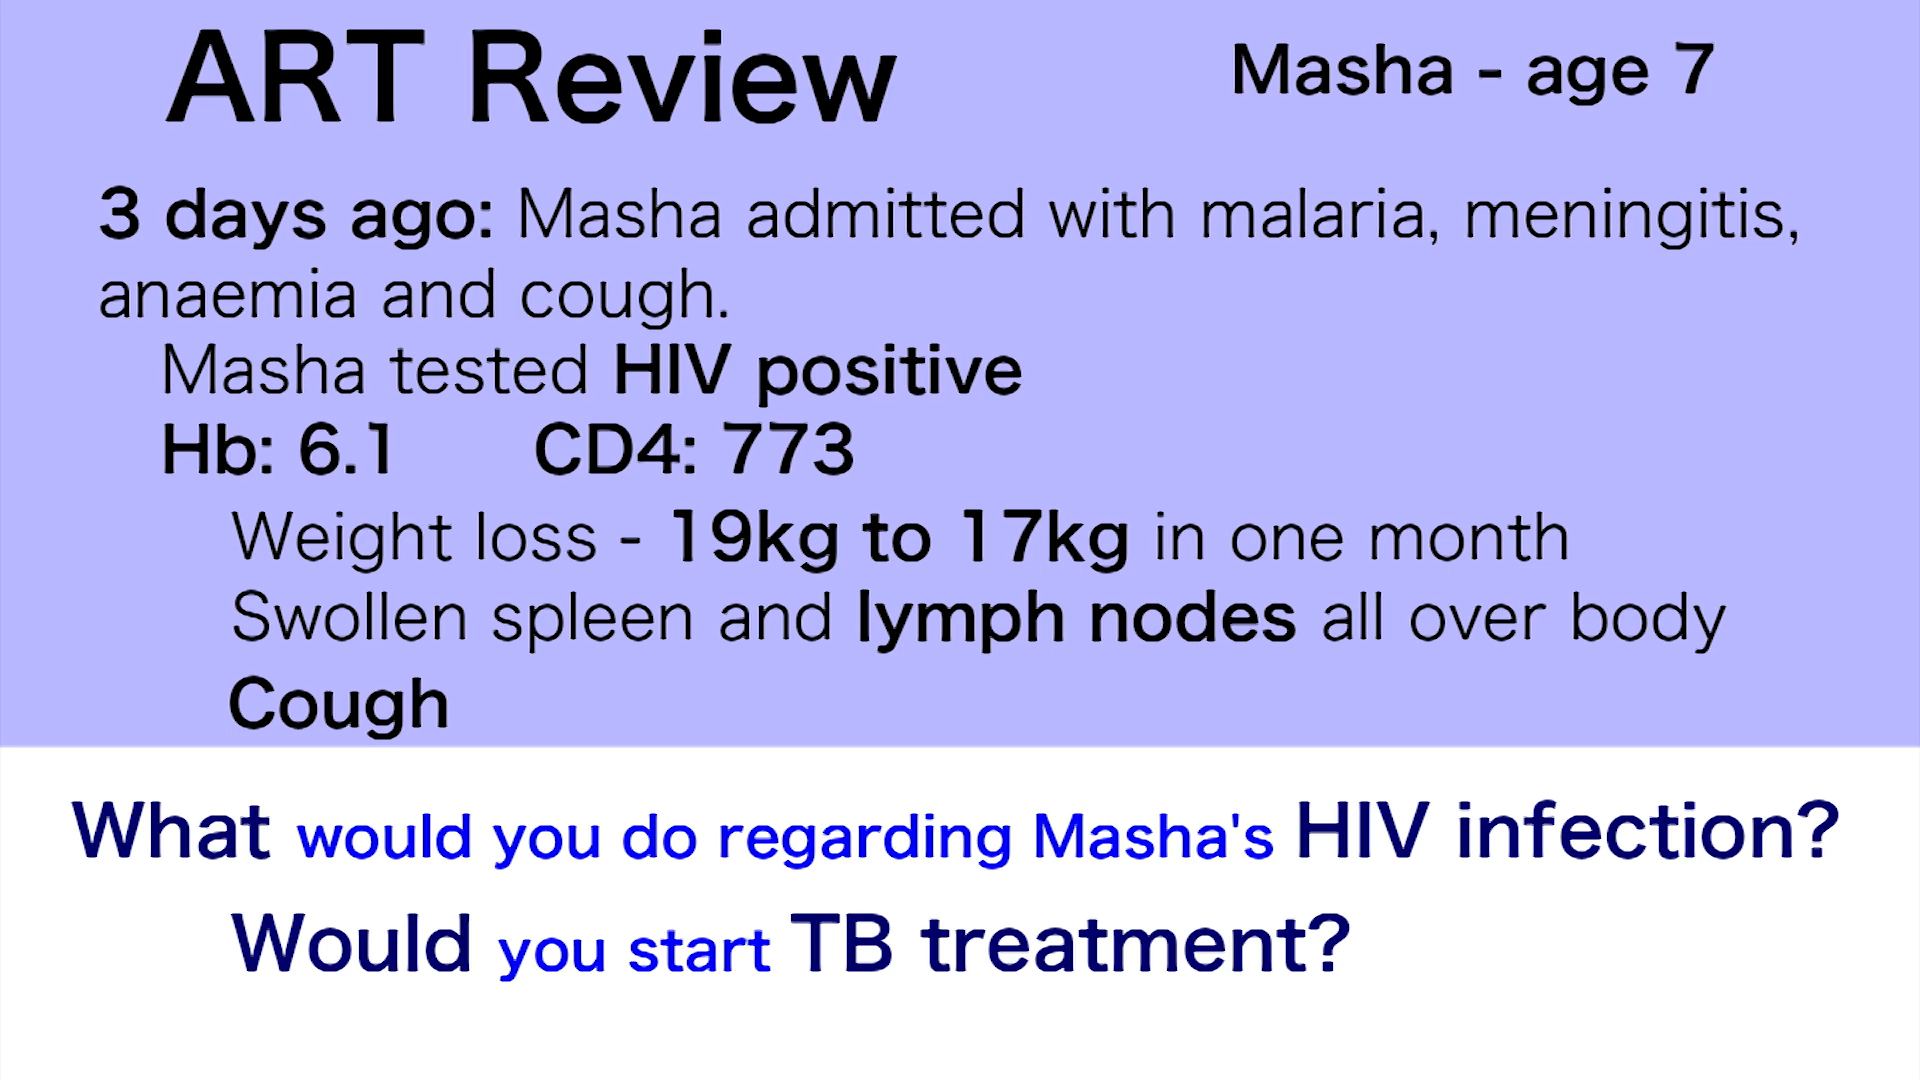 ART Review
Masha - age 7
3 days ago: Masha admitted with malaria, meningitis,
anaemia and cough.
Masha tested HIV positive
Hb: 6.1 CD4: 773
Weight loss - 19kg to 17kg in one month
Swollen spleen and lymph nodes all over body
Cough
What would you do regarding Masha's HIV infection?
Would you start TB treatment?